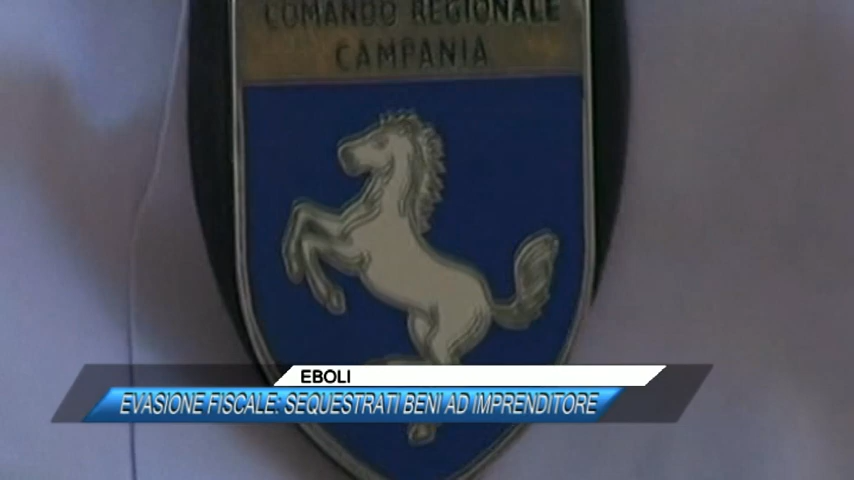 COMANDO REGIONALE
CAMPANIA
EBOLI
EVASIONE FISCALE: SEQUESTRATI BENI AD IMPRENDITORE